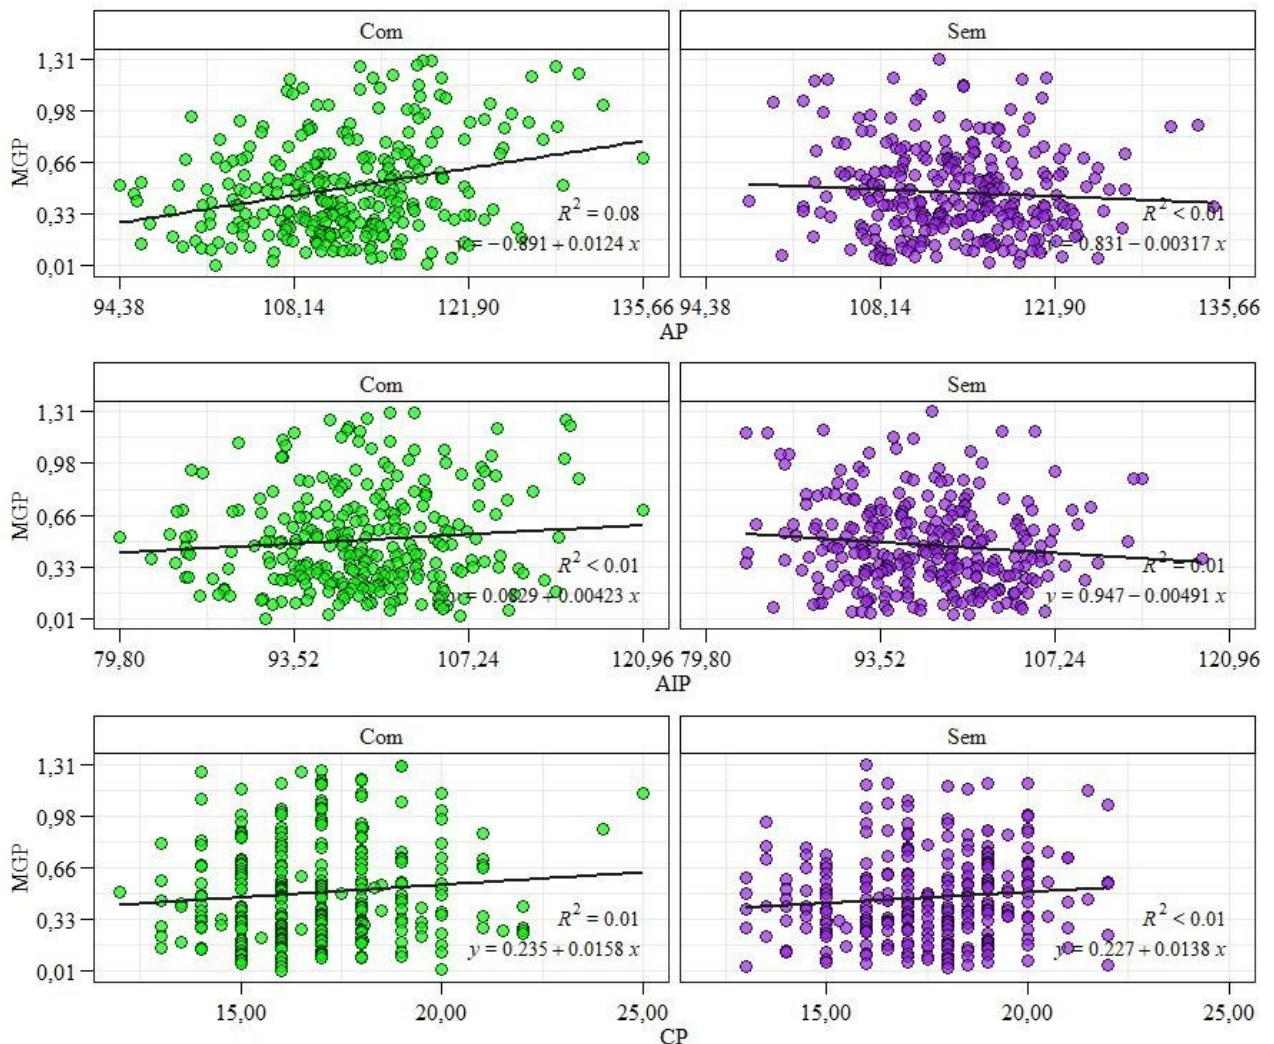 Com Sem
1,31
0,98
0,66
0,33
0,01
MGP
R² = 0.08
y = −0.891 + 0.0124 x
R² < 0.01
y = 0.831 − 0.00317 x
94,38 108,14 121,90 135,66 94,38 108,14 121,90 135,66
AP
Com Sem
1,31
0,98
0,66
0,33
0,01
MGP
R² < 0.01
y = 0.0829 + 0.00423 x
R² = 0.01
y = 0.947 − 0.00491 x
79,80 93,52 107,24 120,96 79,80 93,52 107,24 120,96
AIP
Com Sem
1,31
0,98
0,66
0,33
0,01
MGP
R² = 0.01
y = 0.235 + 0.0158 x
R² < 0.01
y = 0.227 + 0.0138 x
15,00 20,00 25,00 15,00 20,00 25,00
CP